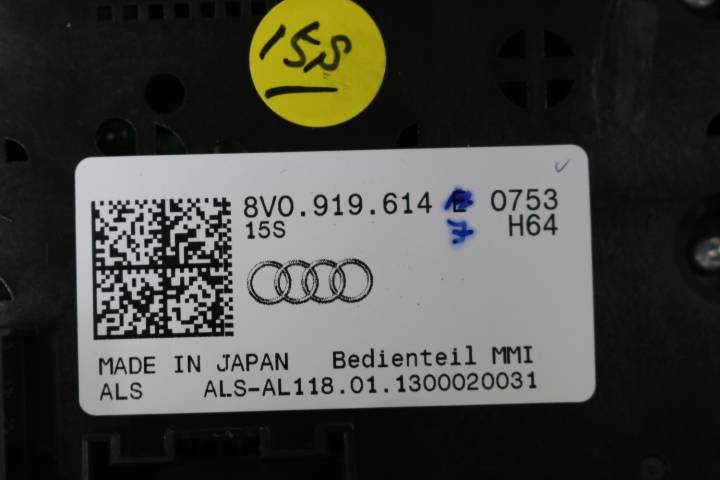 15S
8V0.919.614 E 0753
15S H64
MADE IN JAPAN Bedienteil MMI
ALS ALS-AL118.01.1300020031